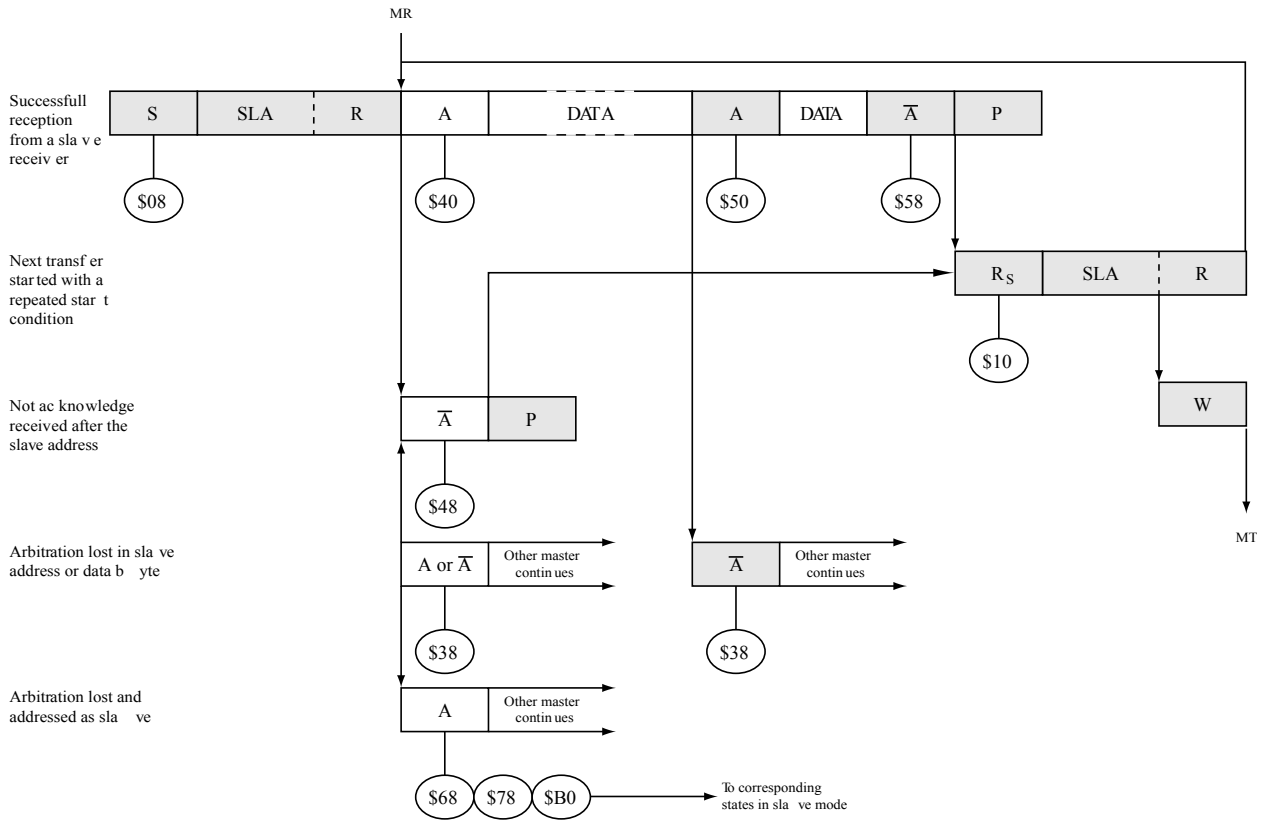 MR
Successfull
reception
from a sla v e
receiv er
S SLA R A DATA A DATA A P
$08 $40 $50 $58
Next transf er
star ted with a
repeated star t
condition
RS SLA R
$10
Not ac knowledge
received after the
slave address
A P
W
$48
MT
Arbitration lost in sla ve
address or data b yte
A or A
Other master
contin ues
A
Other master
contin ues
$38 $38
Arbitration lost and
addressed as sla ve
A
Other master
contin ues
$68 $78 $B0
To corresponding
states in sla ve mode